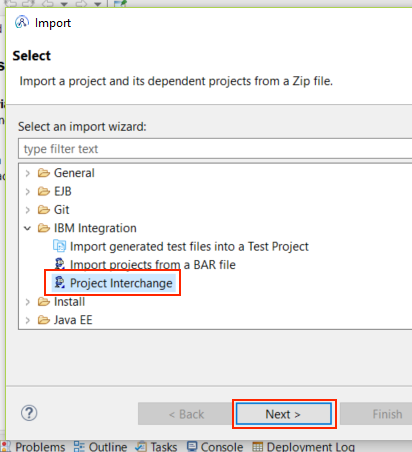 Import
Select
Import a project and its dependent projects from a Zip file.
Select an import wizard:
type filter text
General
EJB
Git
IBM Integration
Import generated test files into a Test Project
Import projects from a BAR file
Project Interchange
Install
Java EE
< Back
Next >
Finish
Problems
Outline
Tasks
Console
Deployment Log